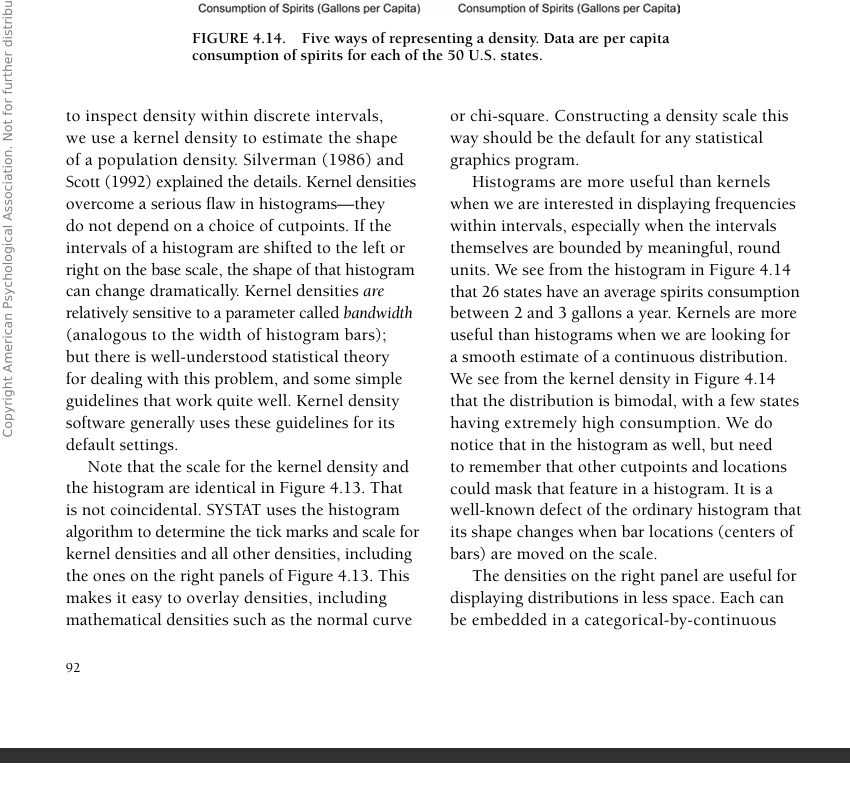 Consumption of Spirits (Gallons per Capita)
Consumption of Spirits (Gallons per Capita)
FIGURE 4.14. Five ways of representing a density. Data are per capita
consumption of spirits for each of the 50 U.S. states.
Copyright American Psychological Association. Not for further
to inspect density within discrete intervals,
we use a kernel density to estimate the shape
of a population density. Silverman (1986) and
Scott (1992) explained the details. Kernel densities
overcome a serious flaw in histograms—they
do not depend on a choice of cutpoints. If the
intervals of a histogram are shifted to the left or
right on the base scale, the shape of that histogram
can change dramatically. Kernel densities are
relatively sensitive to a parameter called bandwidth
(analogous to the width of histogram bars);
but there is well-understood statistical theory
for dealing with this problem, and some simple
guidelines that work quite well. Kernel density
software generally uses these guidelines for its
default settings.
Note that the scale for the kernel density and
the histogram are identical in Figure 4.13. That
is not coincidental. SYSTAT uses the histogram
algorithm to determine the tick marks and scale for
kernel densities and all other densities, including
the ones on the right panels of Figure 4.13. This
makes it easy to overlay densities, including
mathematical densities such as the normal curve
or chi-square. Constructing a density scale this
way should be the default for any statistical
graphics program.
Histograms are more useful than kernels
when we are interested in displaying frequencies
within intervals, especially when the intervals
themselves are bounded by meaningful, round
units. We see from the histogram in Figure 4.14
that 26 states have an average spirits consumption
between 2 and 3 gallons a year. Kernels are more
useful than histograms when we are looking for
a smooth estimate of a continuous distribution.
We see from the kernel density in Figure 4.14
that the distribution is bimodal, with a few states
having extremely high consumption. We do
notice that in the histogram as well, but need
to remember that other cutpoints and locations
could mask that feature in a histogram. It is a
well-known defect of the ordinary histogram that
its shape changes when bar locations (centers of
bars) are moved on the scale.
The densities on the right panel are useful for
displaying distributions in less space. Each can
be embedded in a categorical-by-continuous
92